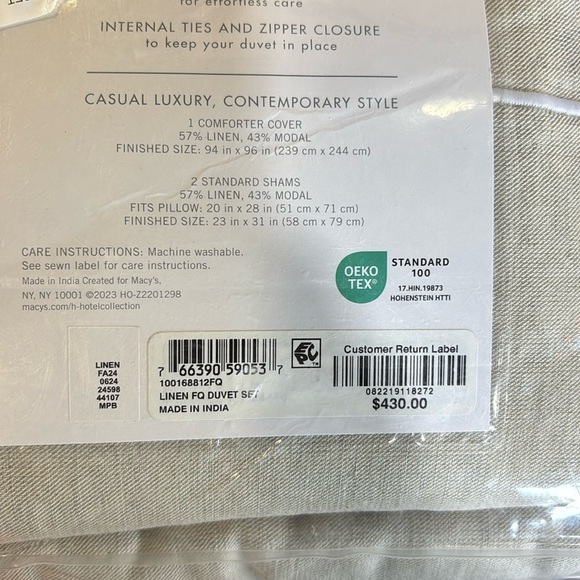 for effortless care
INTERNAL TIES AND ZIPPER CLOSURE
to keep your duvet in place
CASUAL LUXURY, CONTEMPORARY STYLE
1 COMFORTER COVER
57% LINEN, 43% MODAL
FINISHED SIZE: 94 in x 96 in (239 cm x 244 cm)
2 STANDARD SHAMS
57% LINEN, 43% MODAL
FITS PILLOW: 20 in x 28 in (51 cm x 71 cm)
FINISHED SIZE: 23 in x 31 in (58 cm x 79 cm)
CARE INSTRUCTIONS: Machine washable.
See sewn label for care instructions.
Made in India Created for Macy's,
NY, NY 10001 ©2023 HO-Z2201298
macys.com/h-hotelcollection
OEKO
TEX®
STANDARD
100
17.HIN.19873
HOHENSTEIN HTTI
LINEN
FA24
0624
24598
44107
MPB
7 66390 59053 7
100168812FQ
LINEN FQ DUVET SET
MADE IN INDIA
EPC™
Customer Return Label
082219118272
$430.00